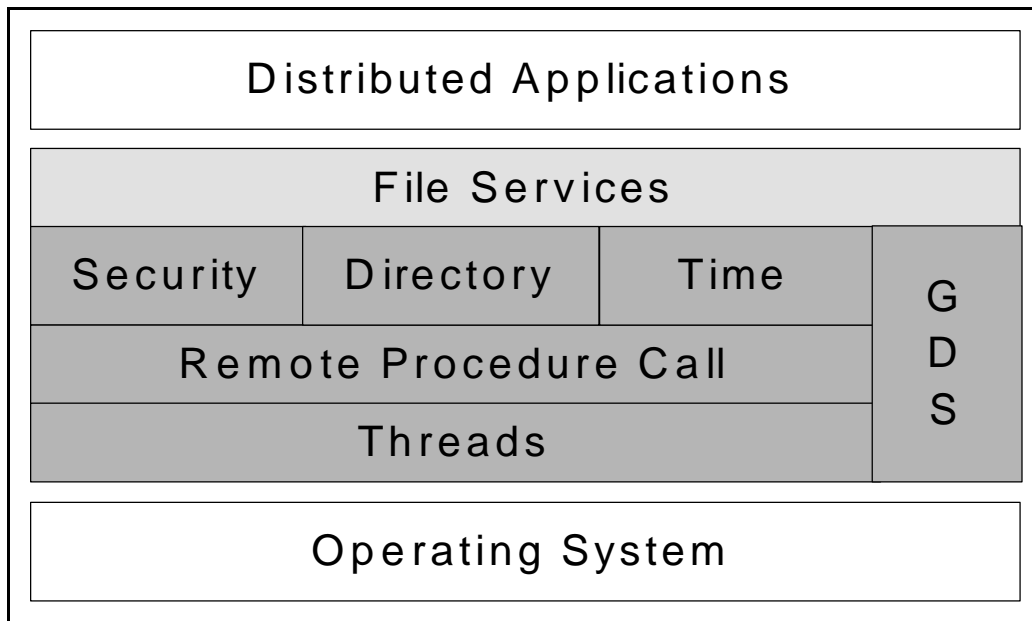 Distributed Applications
File Services
Security
Directory
Time
G
D
S
Remote Procedure Call
Threads
Operating System